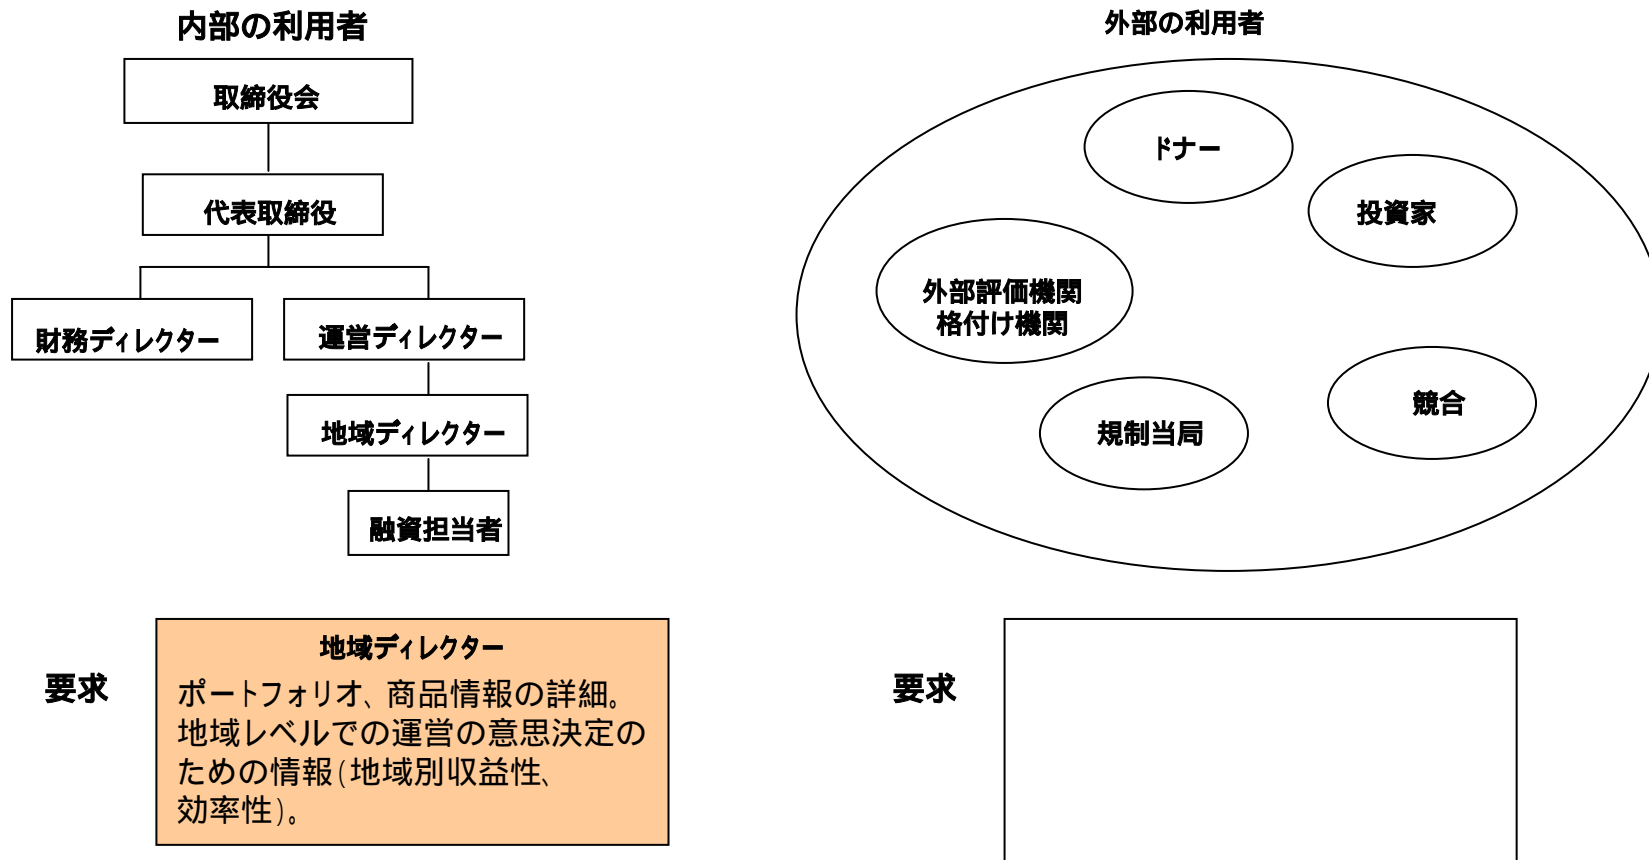 内部の利用者
取締役会
代表取締役
財務ディレクター
運営ディレクター
地域ディレクター
融資担当者
外部の利用者
ドナー
投資家
外部評価機関
格付け機関
競合
規制当局
要求
地域ディレクター
ポートフォリオ、商品情報の詳細。
地域レベルでの運営の意思決定の
ための情報(地域別収益性、
効率性)。
要求